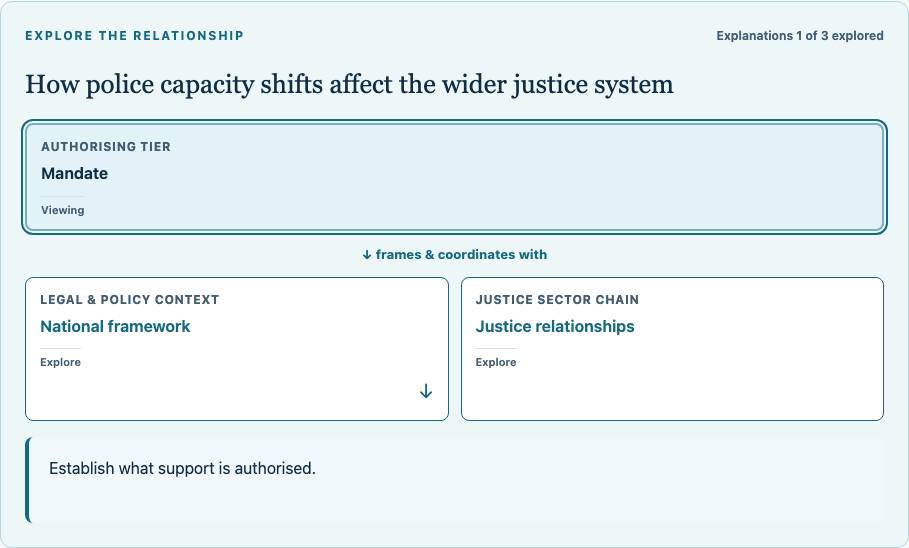 EXPLORE THE RELATIONSHIP
Explanations 1 of 3 explored
How police capacity shifts affect the wider justice system
AUTHORISING TIER
Mandate
Viewing
↓ frames & coordinates with
LEGAL & POLICY CONTEXT
National framework
Explore
↓
JUSTICE SECTOR CHAIN
Justice relationships
Explore
Establish what support is authorised.